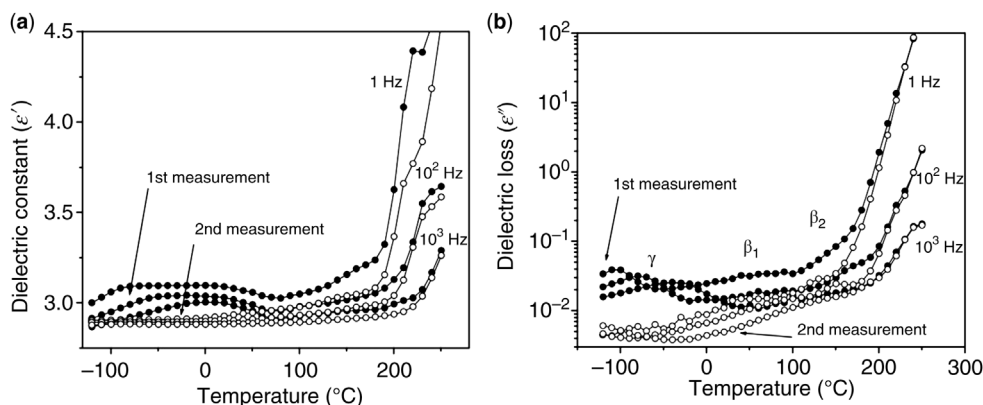 (a)
4.5
4.0
3.5
3.0
Dielectric constant (ε′)
1 Hz
10² Hz
10³ Hz
1st measurement
2nd measurement
−100
0
100
200
Temperature (°C)
(b)
10²
10¹
10⁰
10⁻¹
10⁻²
Dielectric loss (ε″)
1 Hz
10² Hz
10³ Hz
1st measurement
γ
β₁
β₂
2nd measurement
−100
0
100
200
300
Temperature (°C)